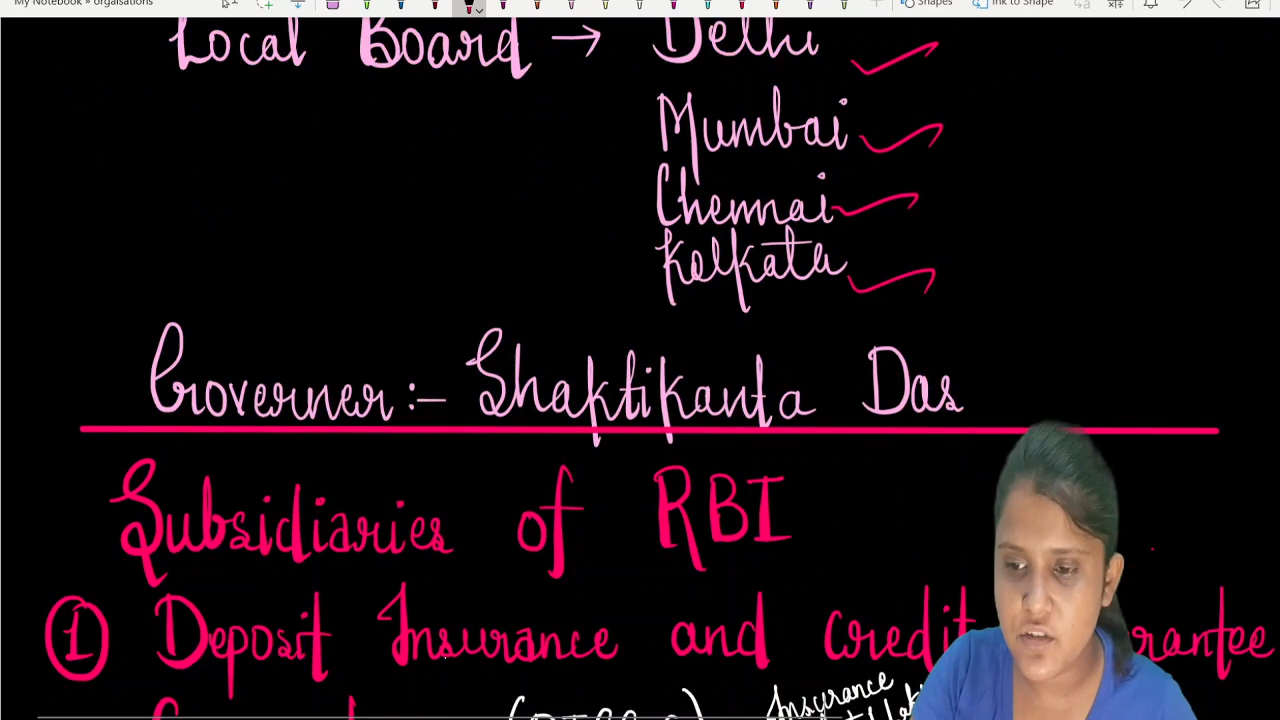 My Notebook » orgaisations
Shapes
Ink to Shape
Local Board → Delhi
Mumbai
Chennai
Kolkata
Governer :- Shaktikanta Das
Subsidiaries of RBI
1 Deposit Insurance and credit rantee
Insurance